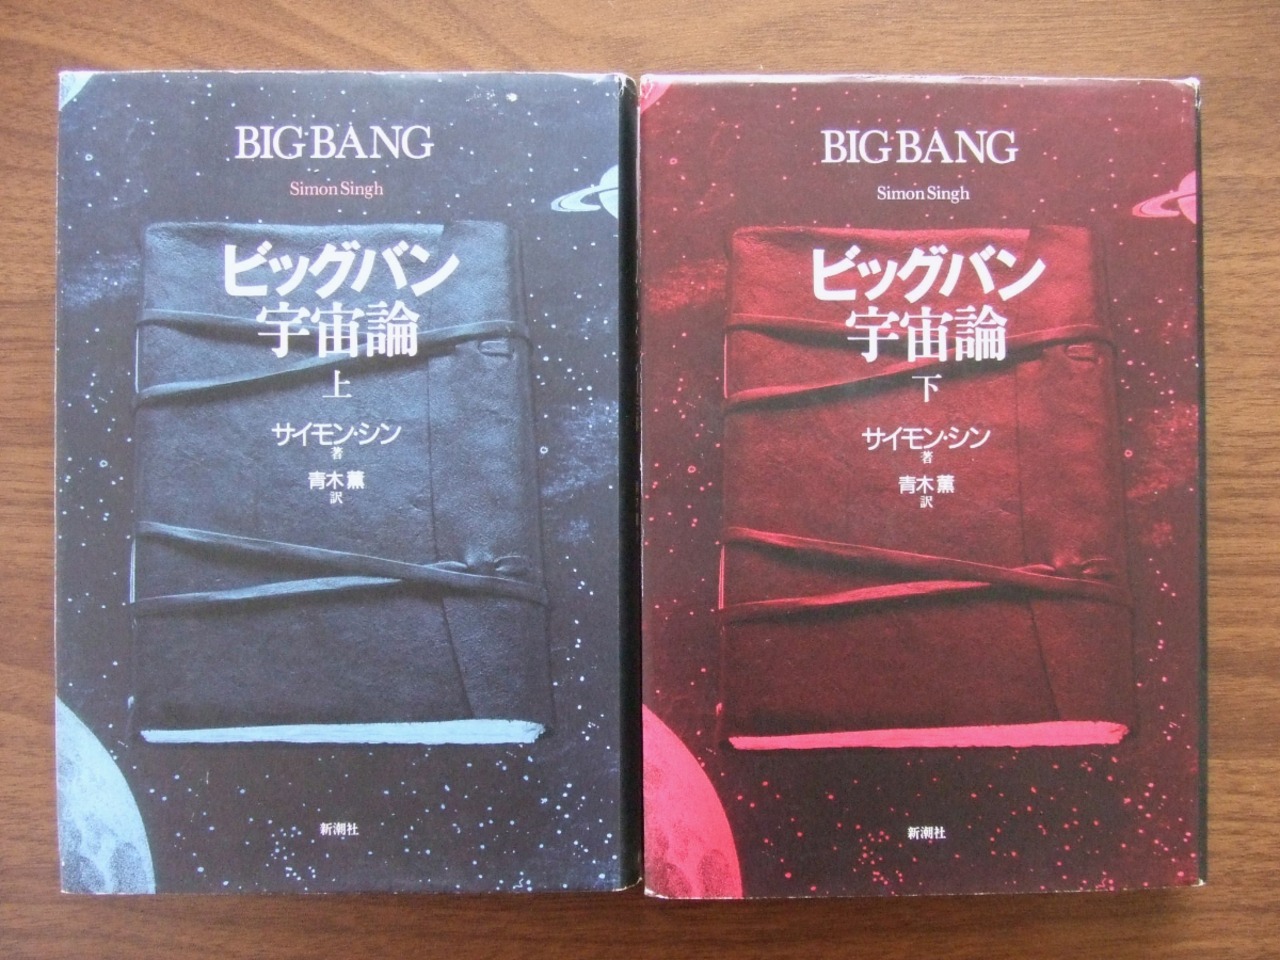 BIG BANG
Simon Singh
ビッグバン
宇宙論
上
サイモン・シン
著
青木 薫
訳
新潮社
BIG BANG
Simon Singh
ビッグバン
宇宙論
下
サイモン・シン
著
青木 薫
訳
新潮社